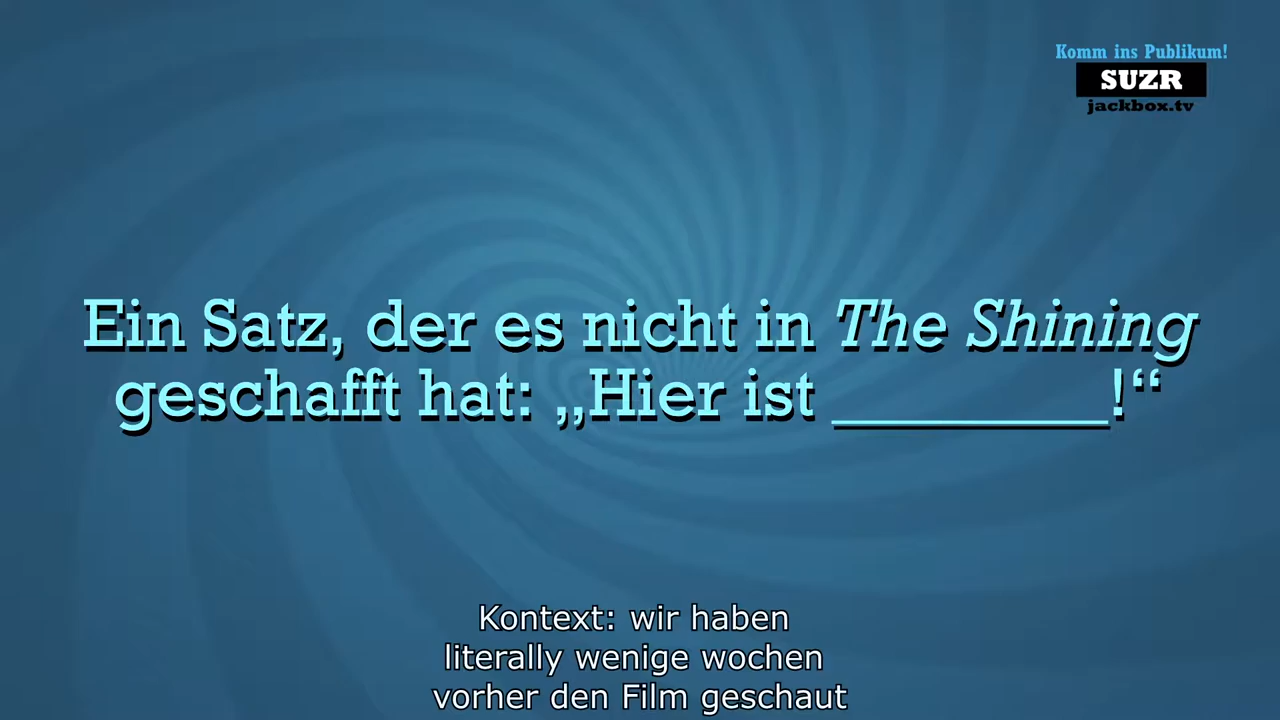 Komm ins Publikum!
SUZR
jackbox.tv
Ein Satz, der es nicht in The Shining
geschafft hat: „Hier ist ________!“
Kontext: wir haben
literally wenige wochen
vorher den Film geschaut